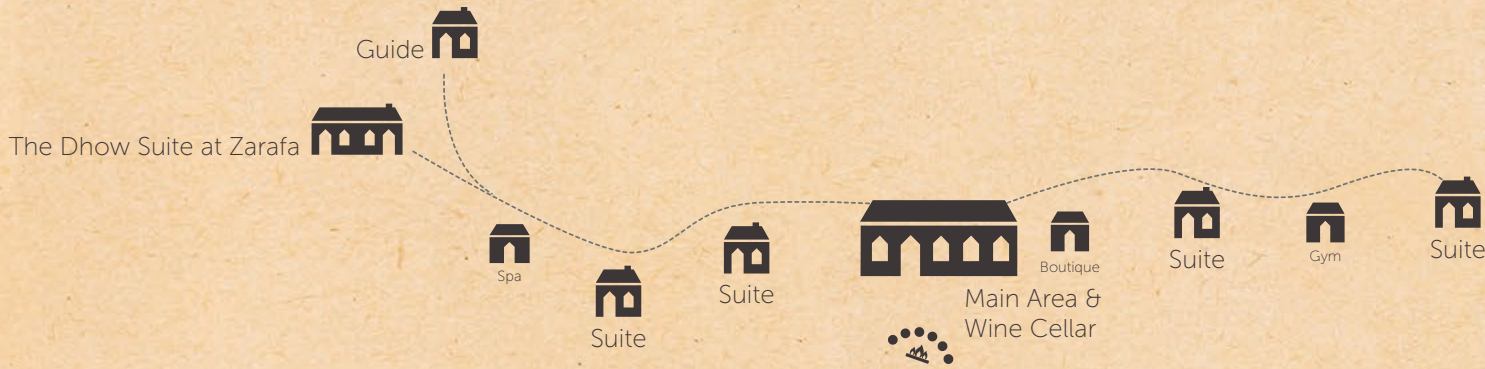 Guide
The Dhow Suite at Zarafa
Spa
Suite
Suite
Boutique
Main Area &
Wine Cellar
Suite
Gym
Suite